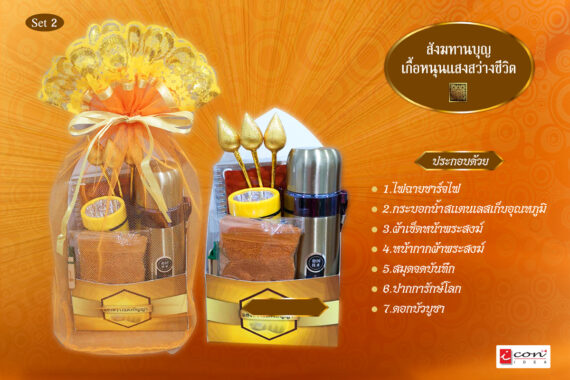 Set 2
สังฆทานบุญ
เกื้อหนุนแสงสว่างชีวิต
ประกอบด้วย
1.ไฟฉายชาร์จไฟ
2.กระบอกน้ำสแตนเลสเก็บอุณหภูมิ
3.ผ้าเช็ดหน้าพระสงฆ์
4.หน้ากากผ้าพระสงฆ์
5.สมุดจดบันทึก
6.ปากการักษ์โลก
7.ดอกบัวบูชา
icon
IDEA